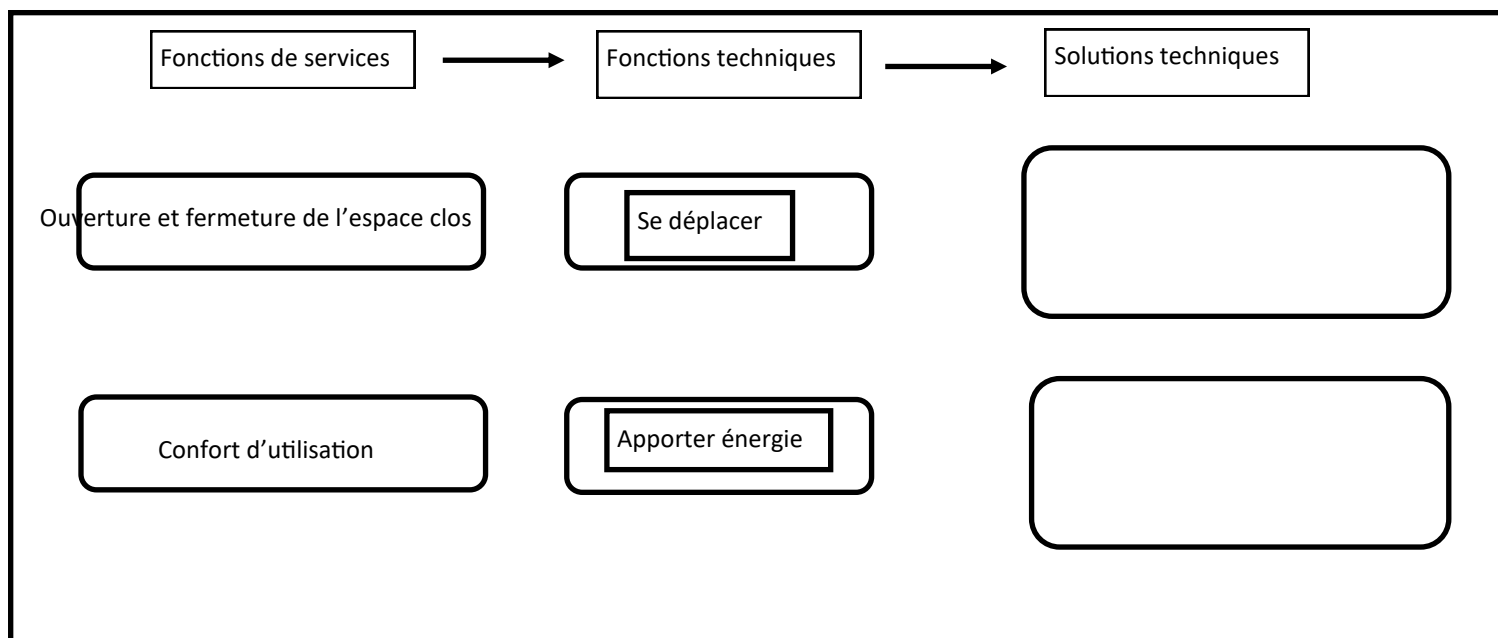 Fonctions de services
Fonctions techniques
Solutions techniques
Ouverture et fermeture de l’espace clos
Se déplacer
Confort d’utilisation
Apporter énergie